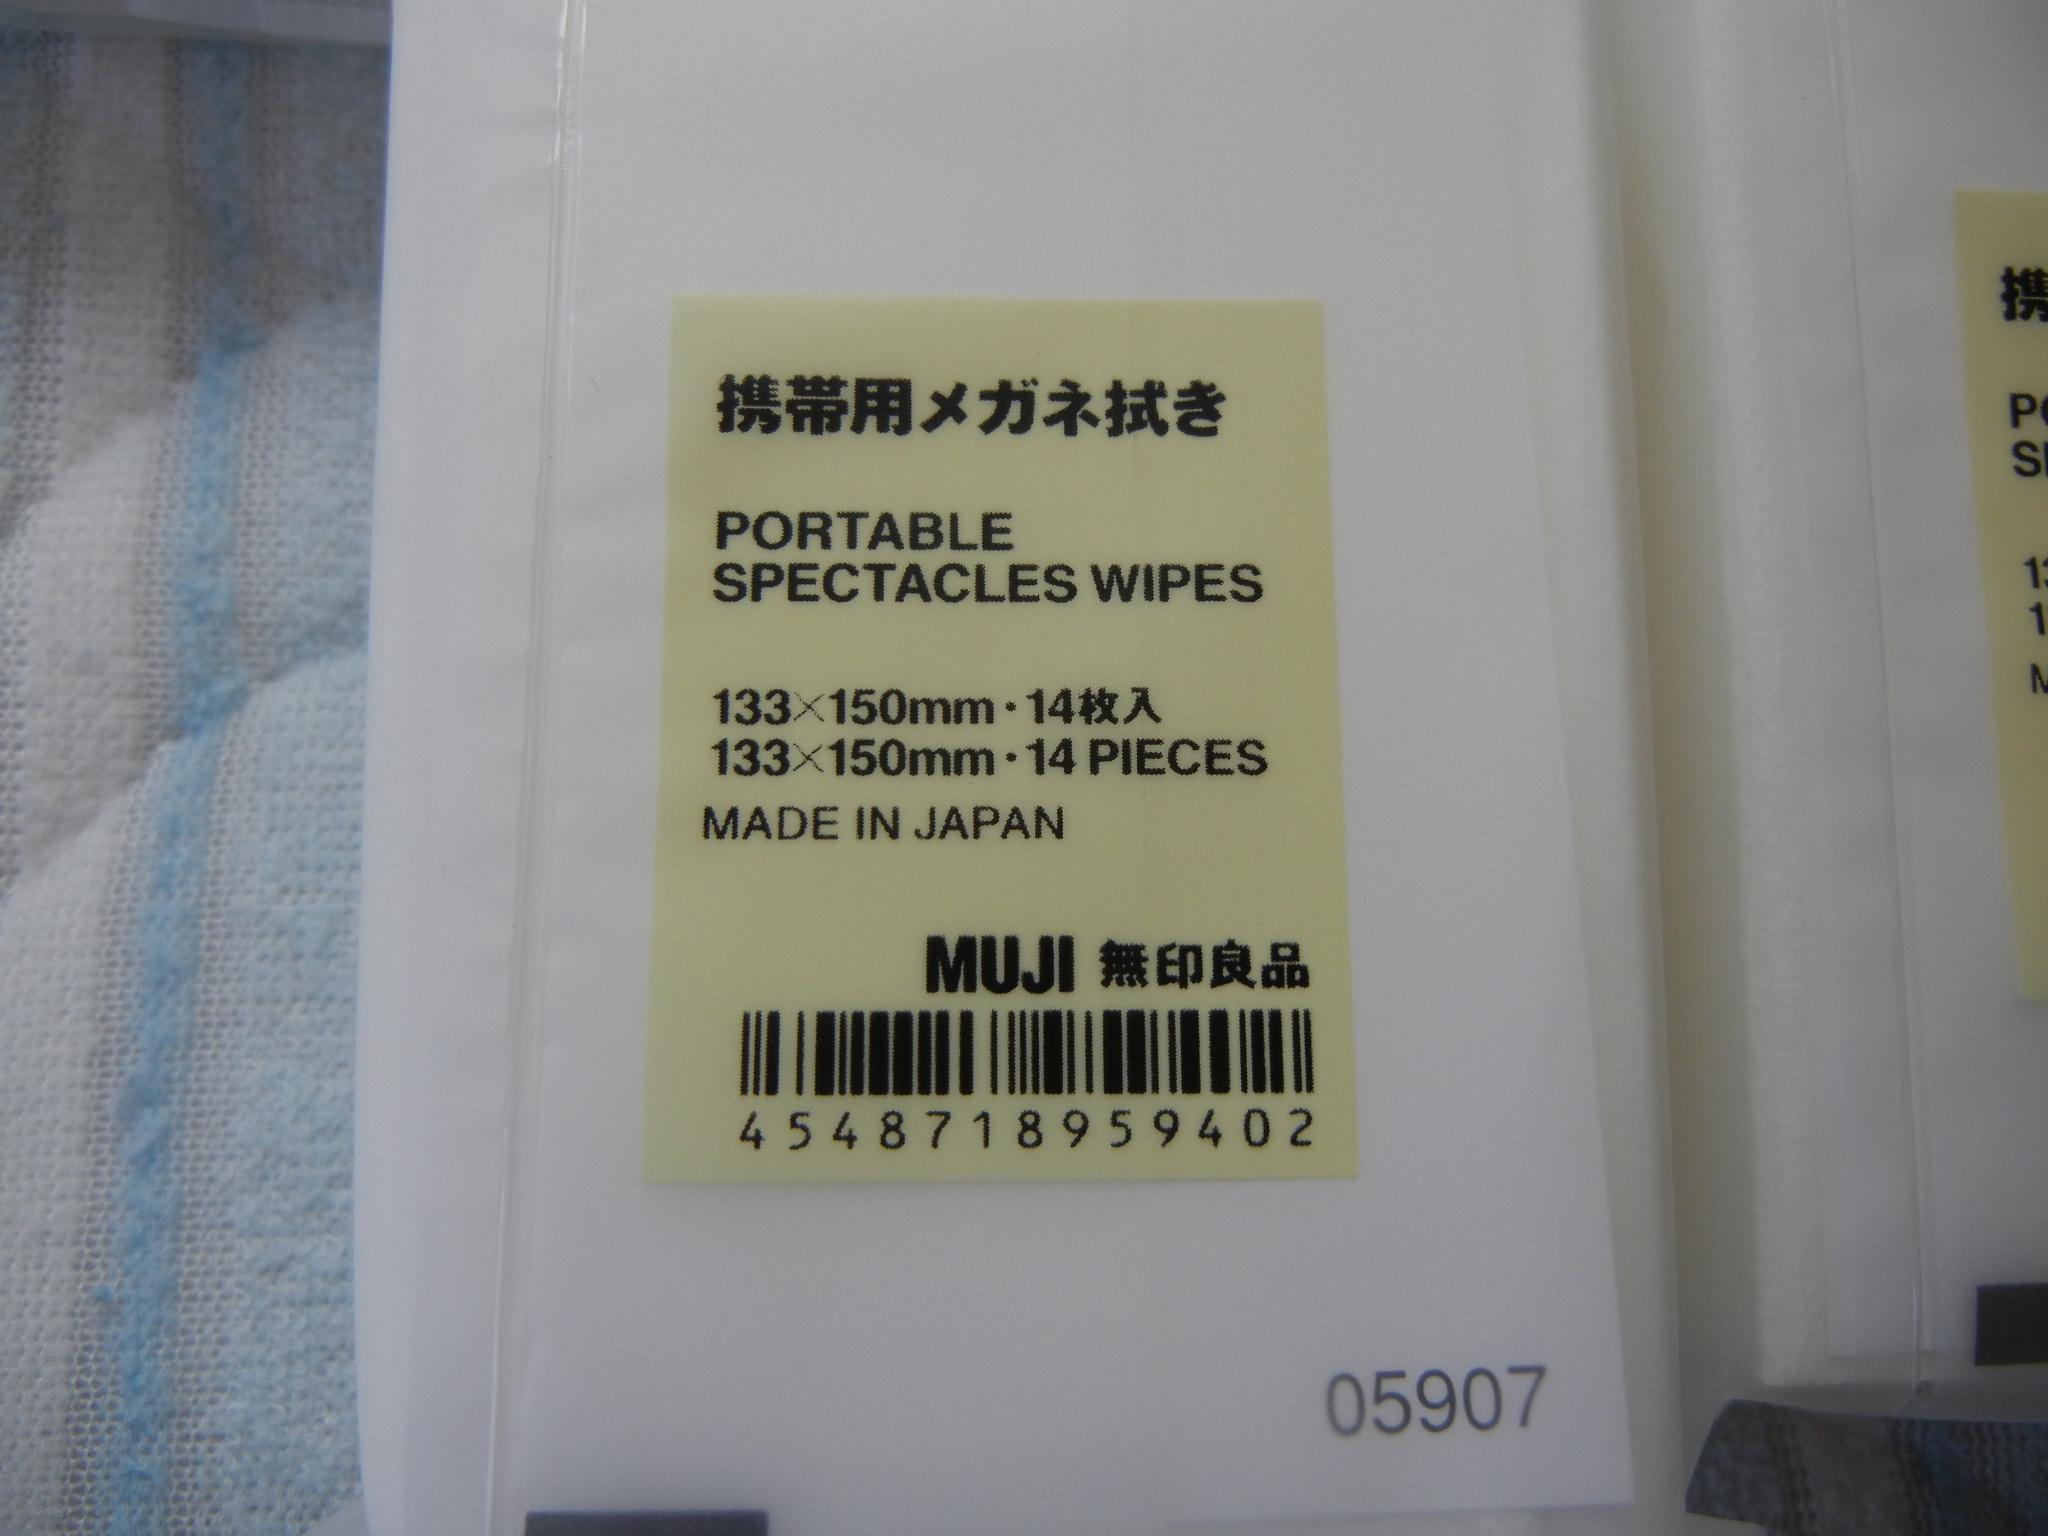 携帯用メガネ拭き
PORTABLE
SPECTACLES WIPES
133×150mm・14枚入
133×150mm・14 PIECES
MADE IN JAPAN
MUJI 無印良品
4548718959402
05907
携